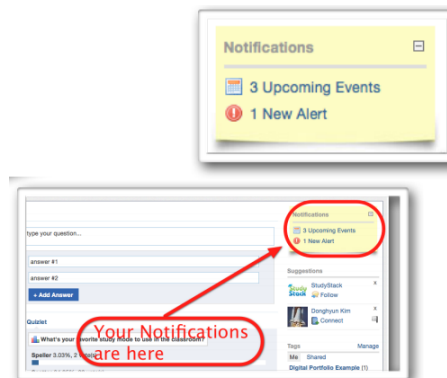 Notifications
3 Upcoming Events
1 New Alert
type your question...
answer #1
answer #2
+ Add Answer
Quizlet
What's your favorite study mode to use in the classroom?
Speller 3.03%, 2
Your Notifications
are here
Notifications
3 Upcoming Events
1 New Alert
Suggestions
Study
Stack
StudyStack
Follow
Donghyun Kim
Connect
Tags
Manage
Me Shared
Digital Portfolio Example (1)